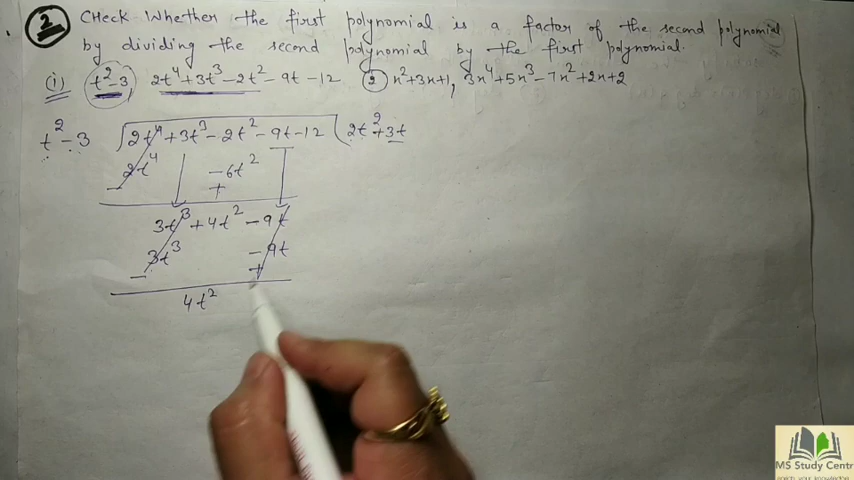 2 CHeck Whether the first polynomial is a factor of the second polynomial
by dividing the second polynomial by the first polynomial.
(i) t²-3, 2t⁴+3t³-2t²-9t-12 2 x²+3x+1, 3x⁴+5x³-7x²+2x+2
t²-3 2t⁴+3t³-2t²-9t-12 2t²+3t
2t⁴ -6t²
- +
3t³+4t²-9t
3t³ -9t
- +
4t²
MS Study Centr